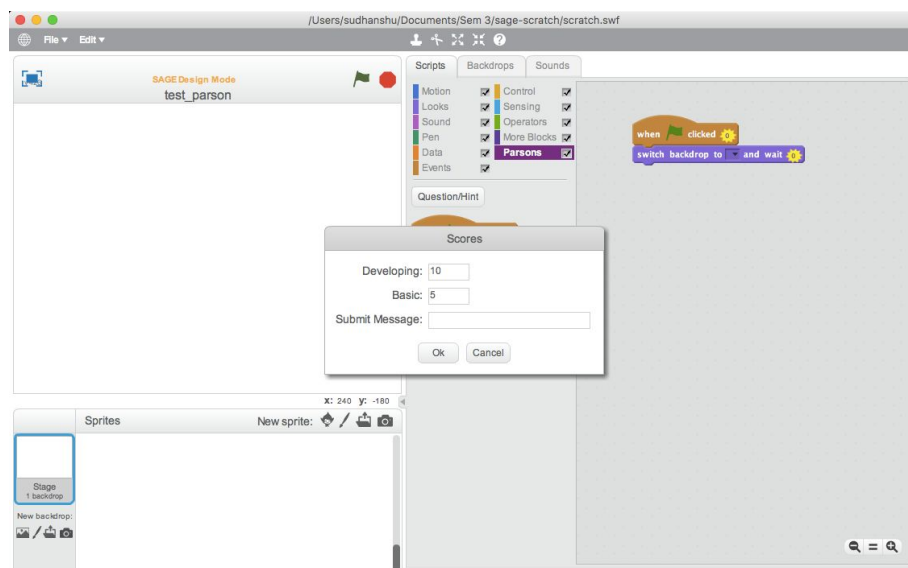 /Users/sudhanshu/Documents/Sem 3/sage-scratch/scratch.swf
File ▾ Edit ▾
SAGE Design Mode
test_parson
Scripts Backdrops Sounds
Motion Control
Looks Sensing
Sound Operators
Pen More Blocks
Data Parsons
Events
Question/Hint
when clicked 0
switch backdrop to and wait 0
Scores
Developing: 10
Basic: 5
Submit Message:
Ok Cancel
x: 240 y: -180
Sprites New sprite:
Stage
1 backdrop
New backdrop: